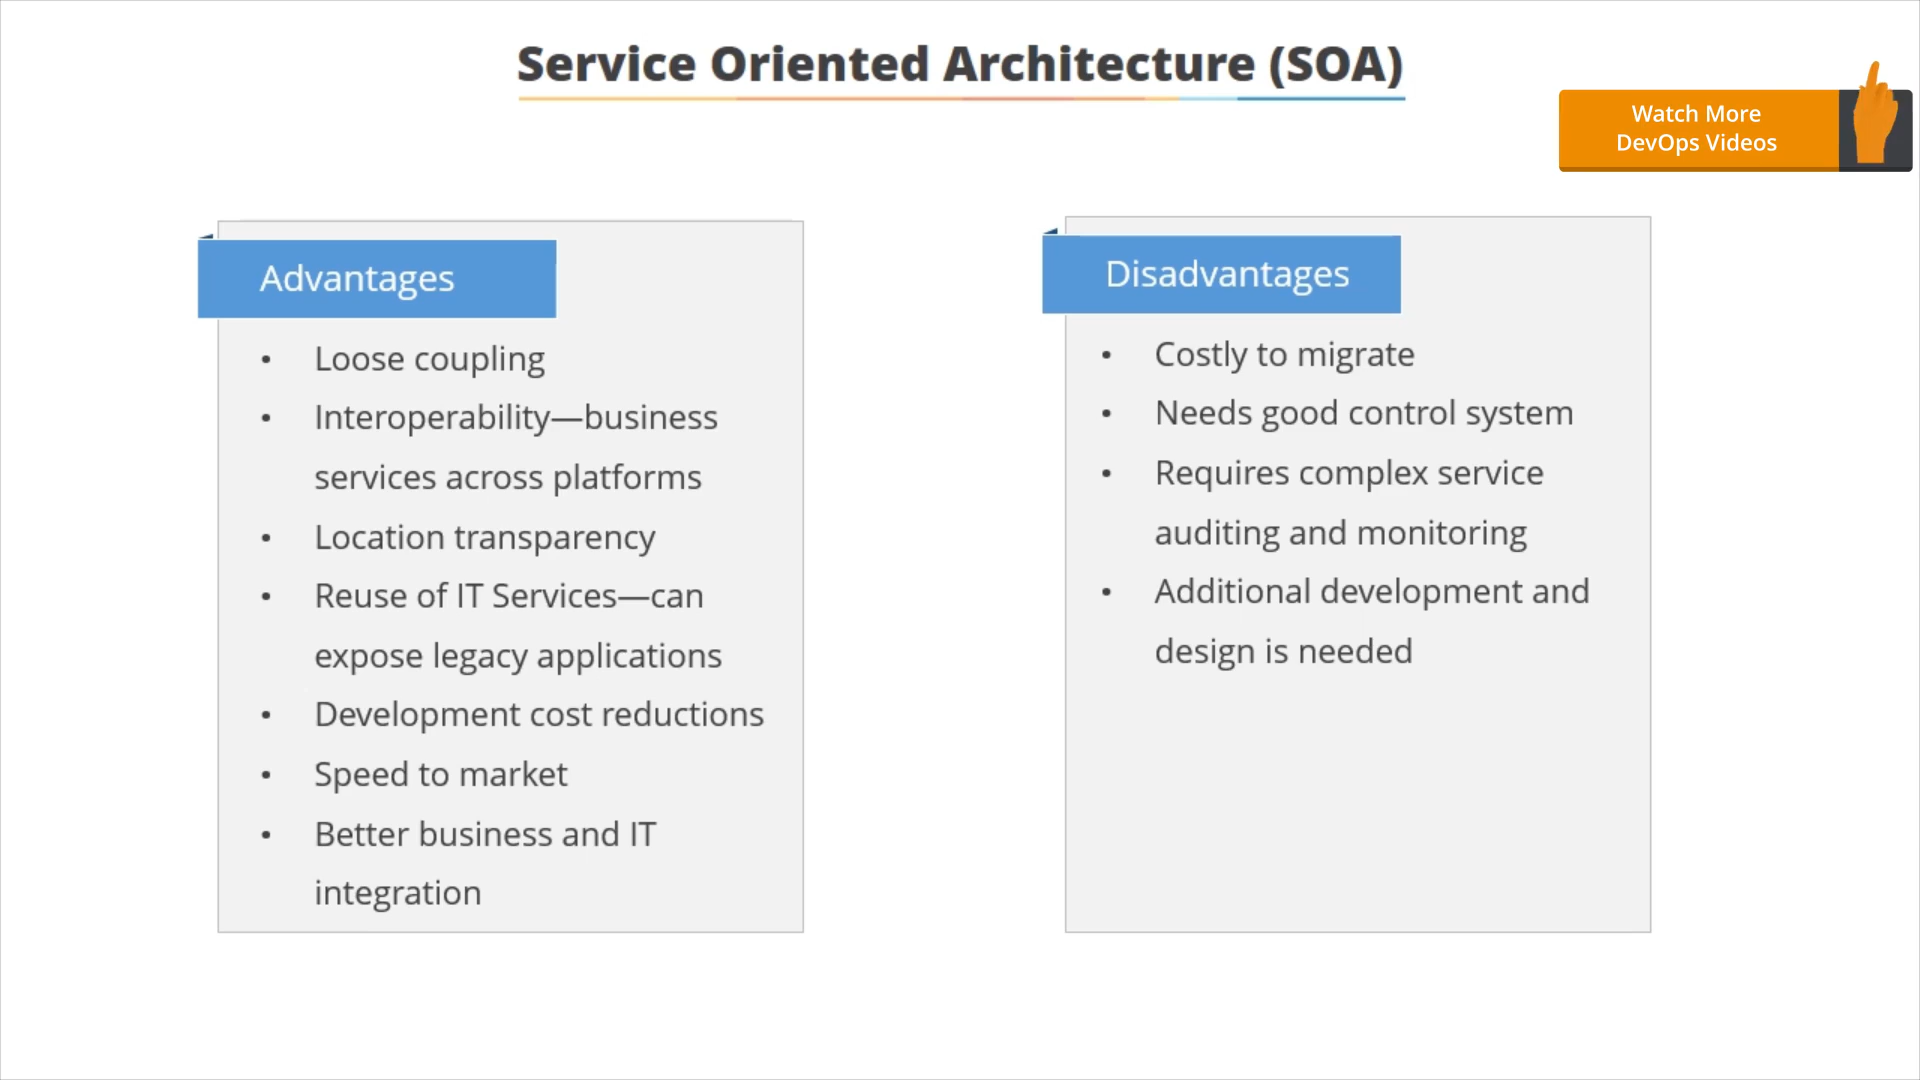 Service Oriented Architecture (SOA)
Watch More
DevOps Videos
Advantages
• Loose coupling
• Interoperability—business
services across platforms
• Location transparency
• Reuse of IT Services—can
expose legacy applications
• Development cost reductions
• Speed to market
• Better business and IT
integration
Disadvantages
• Costly to migrate
• Needs good control system
• Requires complex service
auditing and monitoring
• Additional development and
design is needed